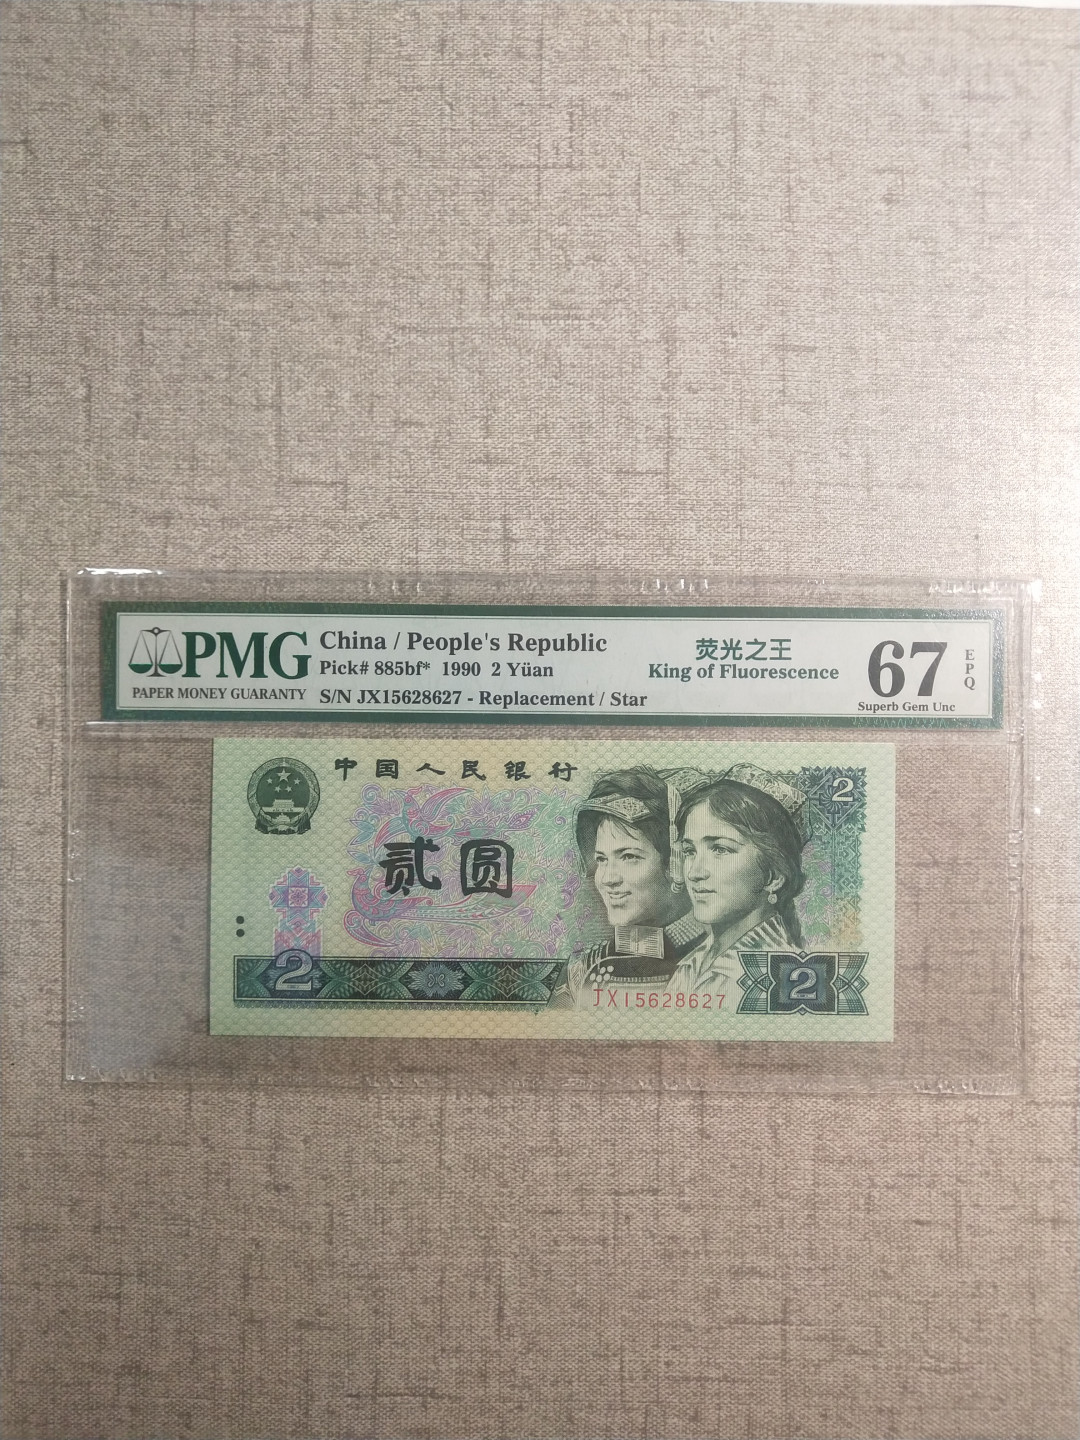 PMG
PAPER MONEY GUARANTY
China / People's Republic
Pick# 885bf* 1990 2 Yüan
S/N JX15628627 - Replacement / Star
荧光之王
King of Fluorescence
67
EPQ
Superb Gem Unc
中国人民银行
2
贰圆
2
2
JX15628627